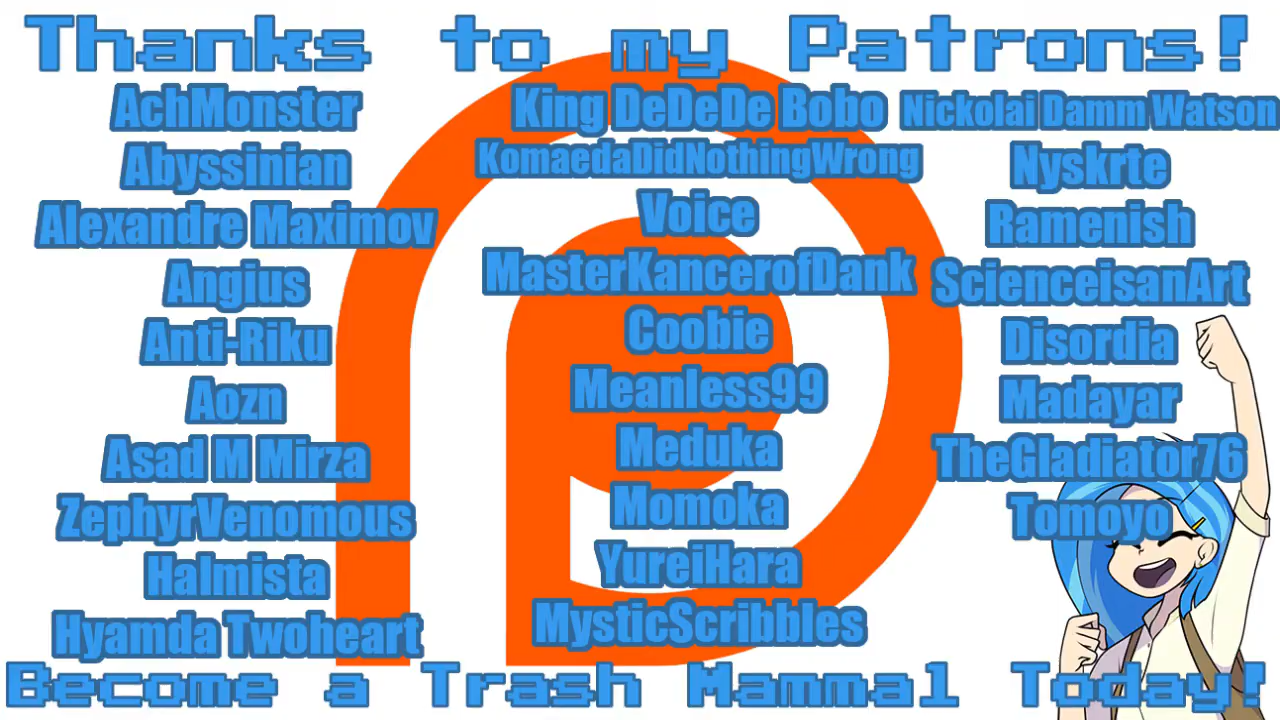 Thanks to my Patrons!
AchMonster
Abyssinian
Alexandre Maximov
Angius
Anti-Riku
Aozn
Asad M Mirza
ZephyrVenomous
Halmista
Hyamda Twoheart
King DeDeDe Bobo
KomaedaDidNothingWrong
Voice
MasterKancerofDank
Coobie
Meanless99
Meduka
Momoka
YureiHara
MysticScribbles
Nickolai Damm Watson
Nyskrte
Ramenish
ScienceisanArt
Disordia
Madayar
TheGladiator76
Tomoyo
Become a Trash Mammal Today!